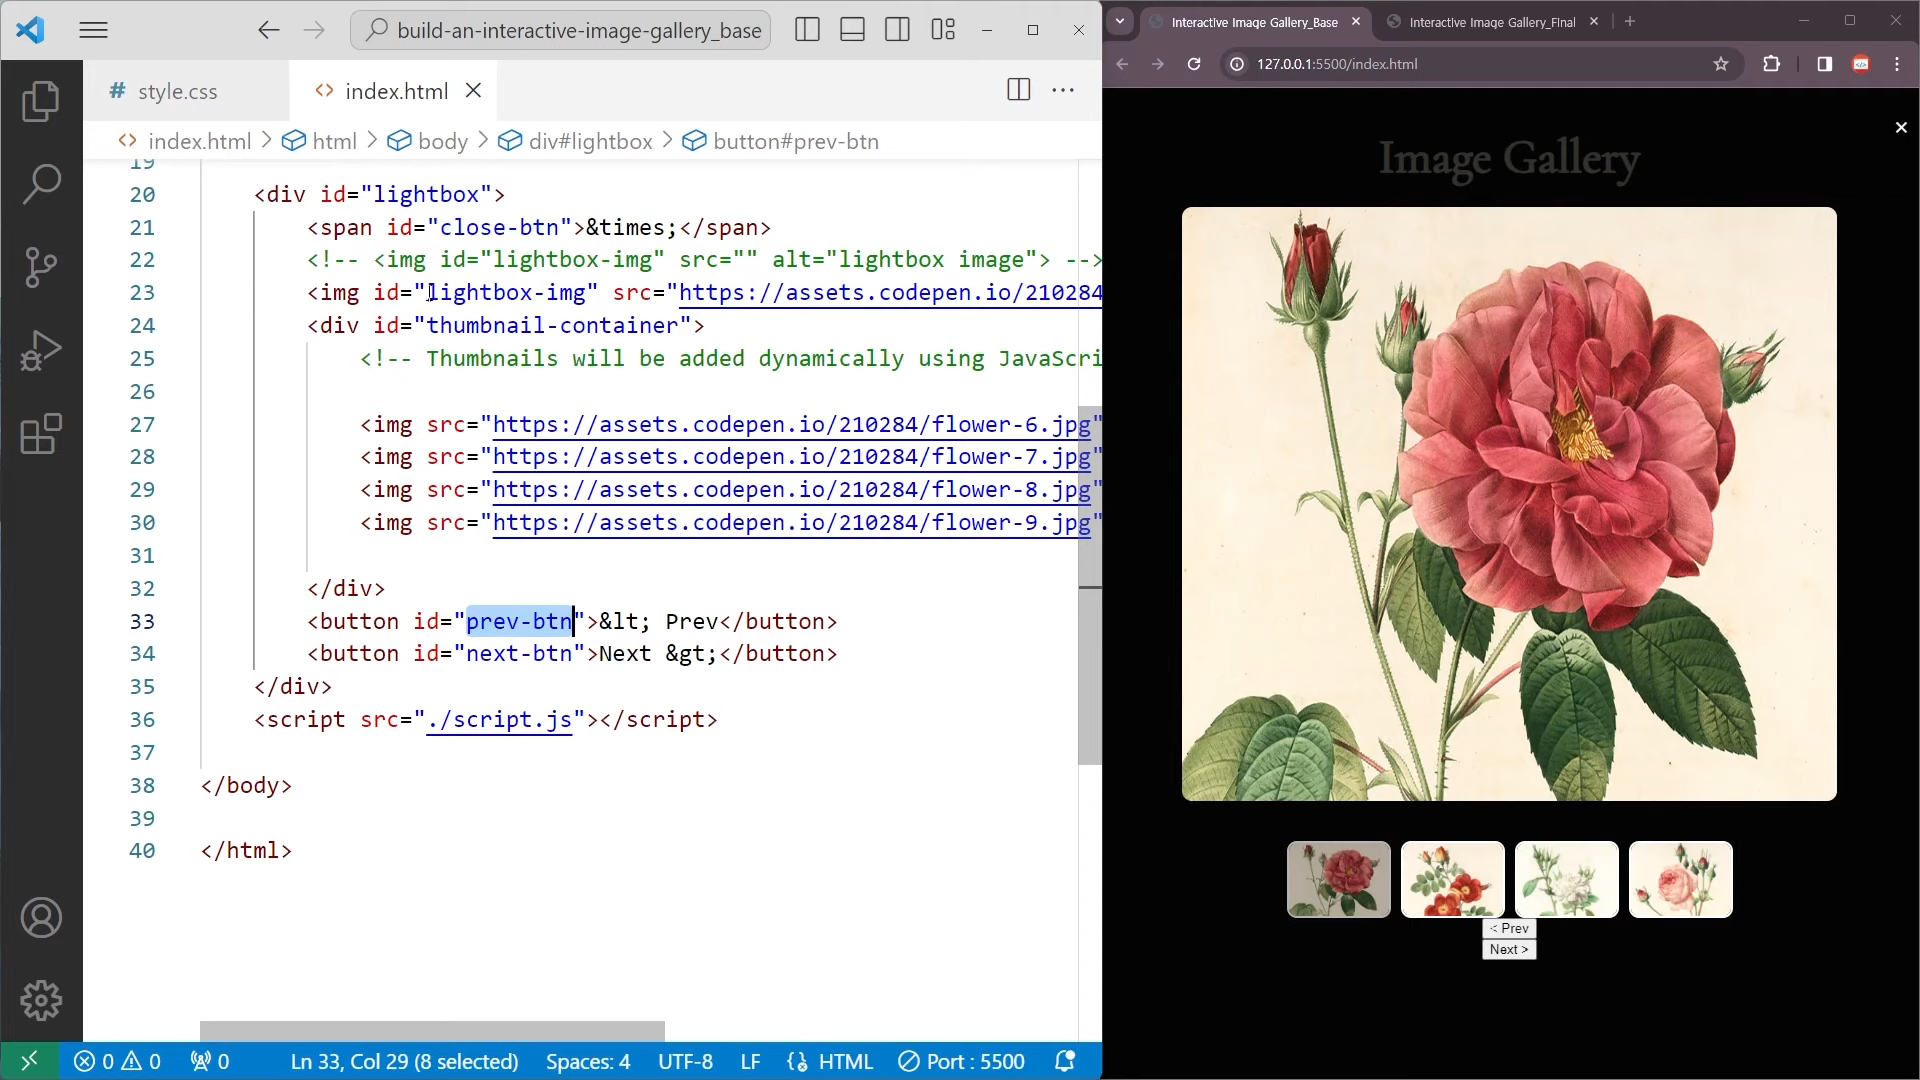 build-an-interactive-image-gallery_base
# style.css
<> index.html
index.html > html > body > div#lightbox > button#prev-btn
19
20 <div id="lightbox">
21 <span id="close-btn">&times;</span>
22 <!-- <img id="lightbox-img" src="" alt="lightbox image"> -->
23 <img id="lightbox-img" src="https://assets.codepen.io/210284
24 <div id="thumbnail-container">
25 <!-- Thumbnails will be added dynamically using JavaScri
26
27 <img src="https://assets.codepen.io/210284/flower-6.jpg"
28 <img src="https://assets.codepen.io/210284/flower-7.jpg"
29 <img src="https://assets.codepen.io/210284/flower-8.jpg"
30 <img src="https://assets.codepen.io/210284/flower-9.jpg"
31
32 </div>
33 <button id="prev-btn">&lt; Prev</button>
34 <button id="next-btn">Next &gt;</button>
35 </div>
36 <script src="./script.js"></script>
37
38 </body>
39
40 </html>
0 0 0 Ln 33, Col 29 (8 selected) Spaces: 4 UTF-8 LF HTML Port : 5500
Interactive Image Gallery_Base
Interactive Image Gallery_Final
127.0.0.1:5500/index.html
×
Image Gallery
< Prev
Next >